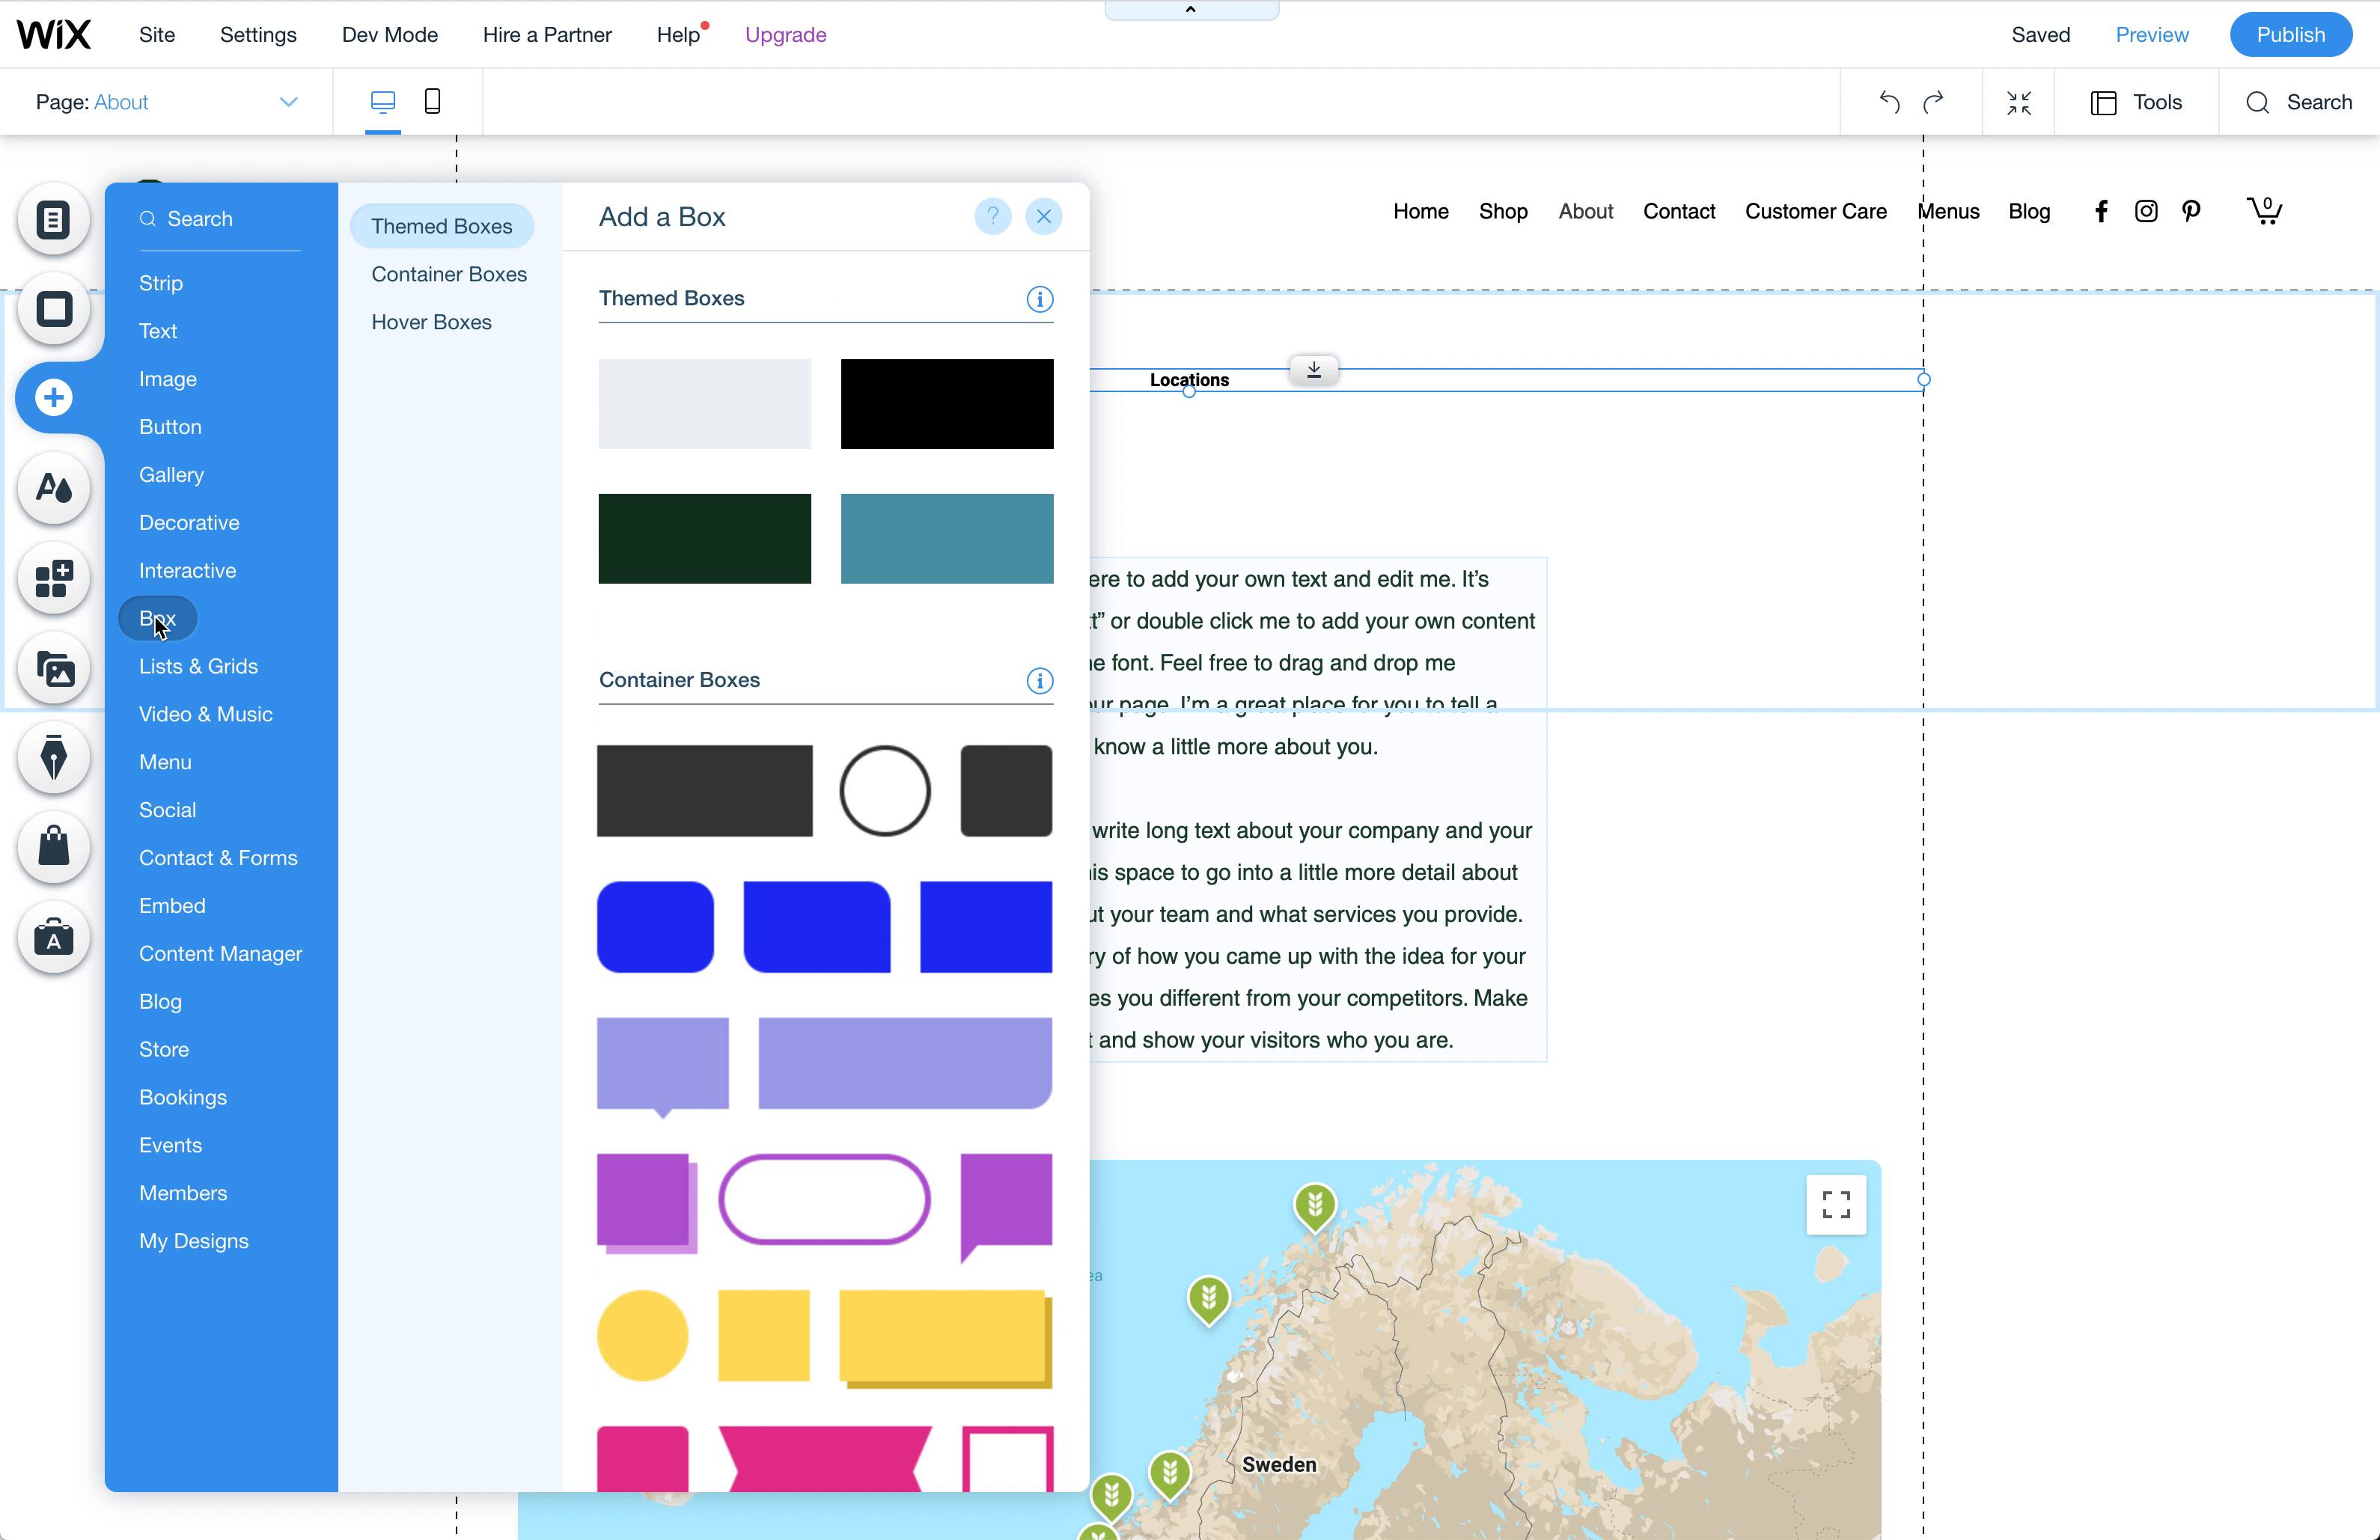 WiX Site Settings Dev Mode Hire a Partner Help Upgrade Saved Preview Publish
Page: About Tools Search
Home Shop About Contact Customer Care Menus Blog 0
Search
Strip
Text
Image
Button
Gallery
Decorative
Interactive
Box
Lists & Grids
Video & Music
Menu
Social
Contact & Forms
Embed
Content Manager
Blog
Store
Bookings
Events
Members
My Designs
Themed Boxes
Container Boxes
Hover Boxes
Add a Box ?
Themed Boxes i
Container Boxes i
A
A
Locations
ere to add your own text and edit me. It’s
t” or double click me to add your own content
ne font. Feel free to drag and drop me
ur page. I’m a great place for you to tell a
know a little more about you.
write long text about your company and your
is space to go into a little more detail about
ut your team and what services you provide.
ry of how you came up with the idea for your
es you different from your competitors. Make
t and show your visitors who you are.
ea
Sweden